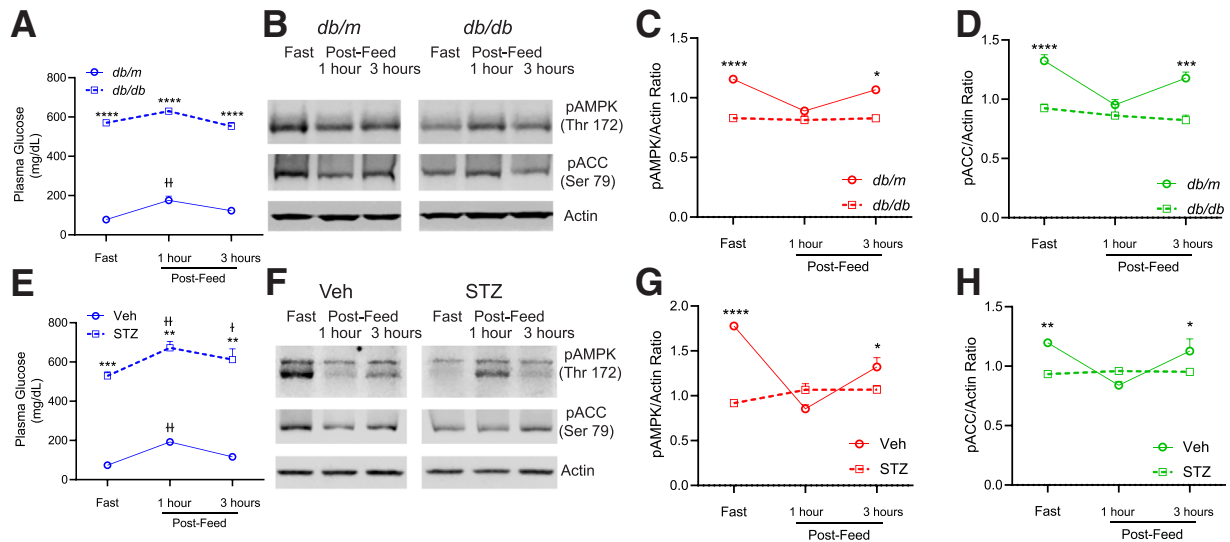 A
Plasma Glucose
(mg/dL)
800
600
400
200
0
db/m
db/db
****
****
****
ƗƗ
Fast
1 hour
3 hours
Post-Feed
B
db/m
db/db
Fast
Post-Feed
Fast
Post-Feed
1 hour 3 hours
1 hour 3 hours
pAMPK
(Thr 172)
pACC
(Ser 79)
Actin
C
pAMPK/Actin Ratio
1.5
1.0
0.5
0.0
****
*
db/m
db/db
Fast
1 hour
3 hours
Post-Feed
D
pACC/Actin Ratio
1.5
1.0
0.5
0.0
****
***
db/m
db/db
Fast
1 hour
3 hours
Post-Feed
E
Plasma Glucose
(mg/dL)
800
600
400
200
0
Veh
STZ
***
ƗƗ
**
Ɨ
**
ƗƗ
Fast
1 hour
3 hours
Post-Feed
F
Veh
STZ
Fast
Post-Feed
Fast
Post-Feed
1 hour 3 hours
1 hour 3 hours
pAMPK
(Thr 172)
pACC
(Ser 79)
Actin
G
pAMPK/Actin Ratio
2.0
1.5
1.0
0.5
0.0
****
*
Veh
STZ
Fast
1 hour
3 hours
Post-Feed
H
pACC/Actin Ratio
1.5
1.0
0.5
0.0
**
*
Veh
STZ
Fast
1 hour
3 hours
Post-Feed